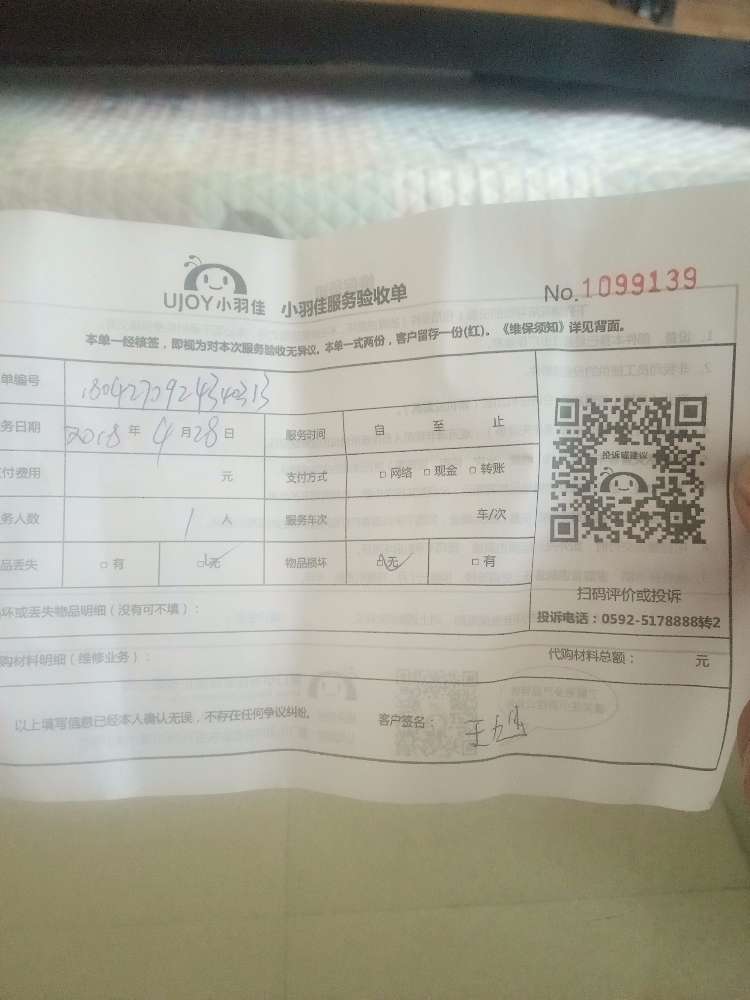 UJOY小羽佳 小羽佳服务验收单 No.1099139
本单一经核签，即视为对本次服务验收无异议。本单一式两份，客户留存一份(红)。《维保须知》详见背面。
单编号
务日期 2018年4月28日 服务时间 自 至 止
付费用 元 支付方式 □网络 □现金 □转账
务人数 1人 服务车次 车/次
品丢失 □有 □无 物品损坏 □无 □有
投诉或建议
扫码评价或投诉
投诉电话：0592-5178888转2
坏或丢失物品明细（没有可不填）：
购材料明细（维修业务）： 代购材料总额： 元
以上填写信息已经本人确认无误，不存在任何争议纠纷。 客户签名：